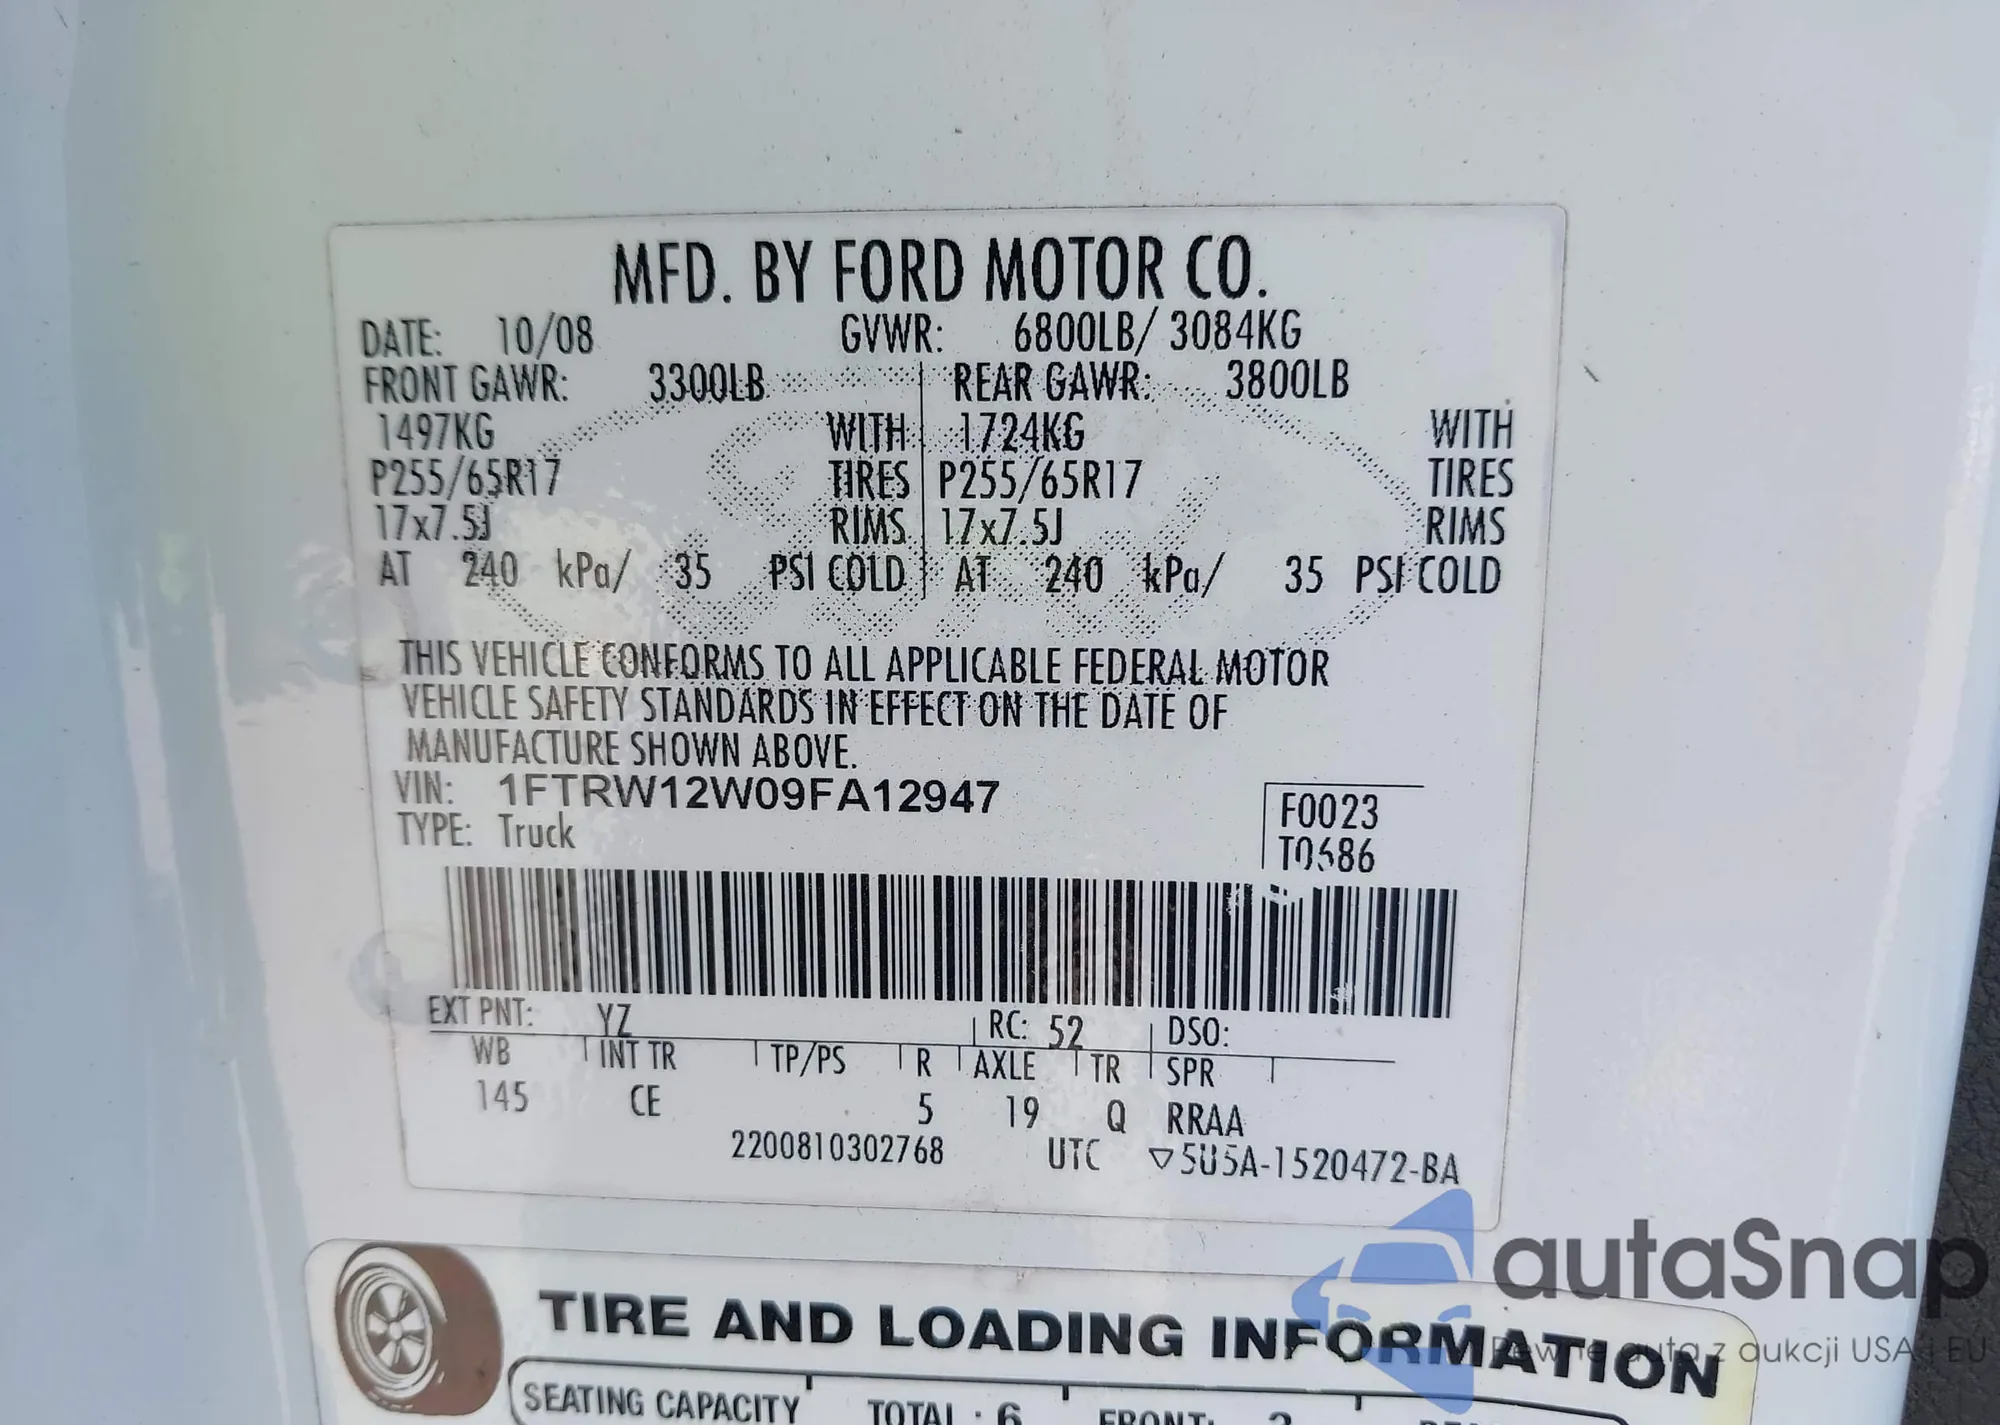 MFD. BY FORD MOTOR CO.
DATE: 10/08 GVWR: 6800LB/ 3084KG
FRONT GAWR: 3300LB REAR GAWR: 3800LB
1497KG WITH 1724KG WITH
P255/65R17 TIRES P255/65R17 TIRES
17x7.5J RIMS 17x7.5J RIMS
AT 240 kPa/ 35 PSI COLD AT 240 kPa/ 35 PSI COLD
THIS VEHICLE CONFORMS TO ALL APPLICABLE FEDERAL MOTOR
VEHICLE SAFETY STANDARDS IN EFFECT ON THE DATE OF
MANUFACTURE SHOWN ABOVE.
VIN: 1FTRW12W09FA12947 F0023
TYPE: Truck T0686
EXT PNT: YZ RC: 52 DSO:
WB INT TR TP/PS R AXLE TR SPR
145 CE 5 19 Q RRAA
2200810302768 UTC ▽5U5A-1520472-BA
autaSnap
Pewne auta z aukcji USA i EU
TIRE AND LOADING INFORMATION
SEATING CAPACITY TOTAL : 6 FRONT: